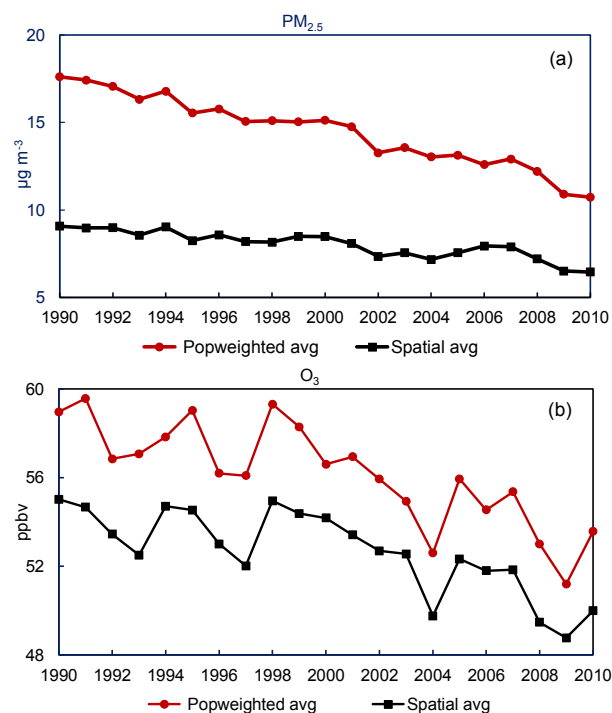 PM2.5
(a)
20
15
10
5
µg m⁻³
1990 1992 1994 1996 1998 2000 2002 2004 2006 2008 2010
Popweighted avg Spatial avg
O3
(b)
60
56
52
48
ppbv
1990 1992 1994 1996 1998 2000 2002 2004 2006 2008 2010
Popweighted avg Spatial avg